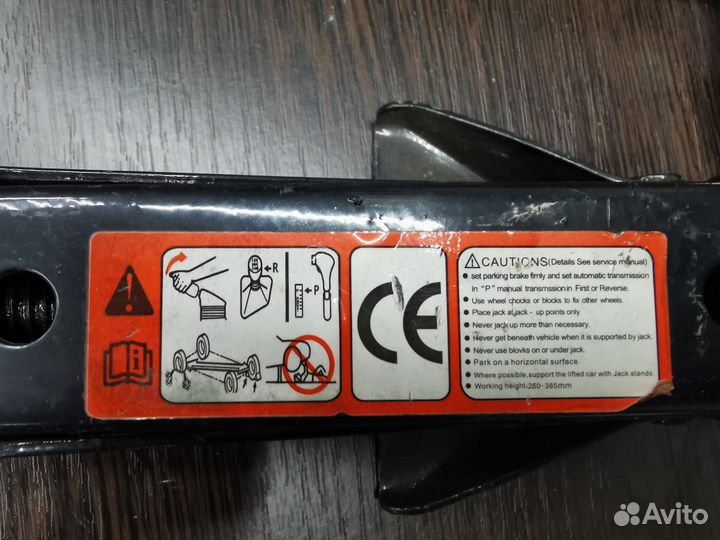 R
P
CE
CAUTIONS(Details See service manual)
● set parking brake firmly and set automatic transmission
in "P" manual transmission in First or Reverse.
● Use wheel chocks or blocks to fix other wheels.
● Place jack at jack - up points only.
● Never jack up more than necessary.
● Never get beneath vehicle when it is supported by jack.
● Never use blovks on or under jack.
● Park on a horizontal surface.
● Where possible,support the lifted car with Jack stands.
● Working height:260-385mm
Avito